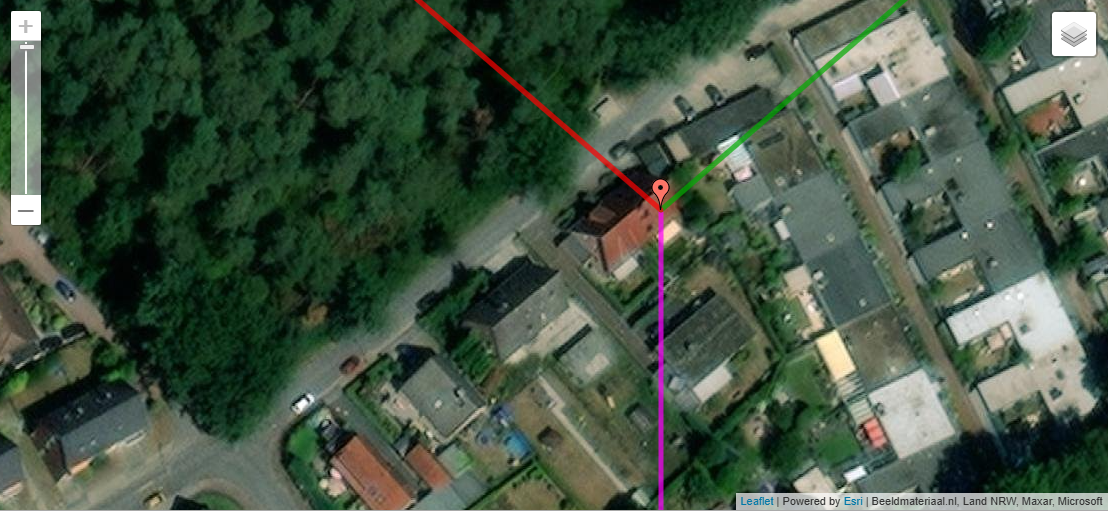 +
−
Leaflet | Powered by Esri | Beeldmateriaal.nl, Land NRW, Maxar, Microsoft